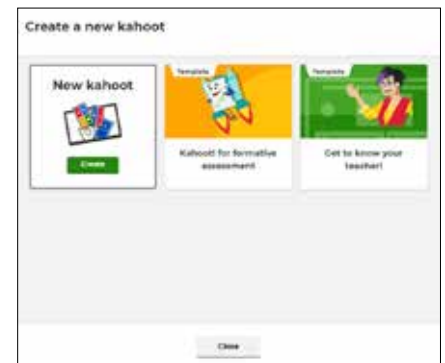 Create a new kahoot
New kahoot
Create
Template
Kahoot! for formative
assessment
Template
Get to know your
teacher!
Close